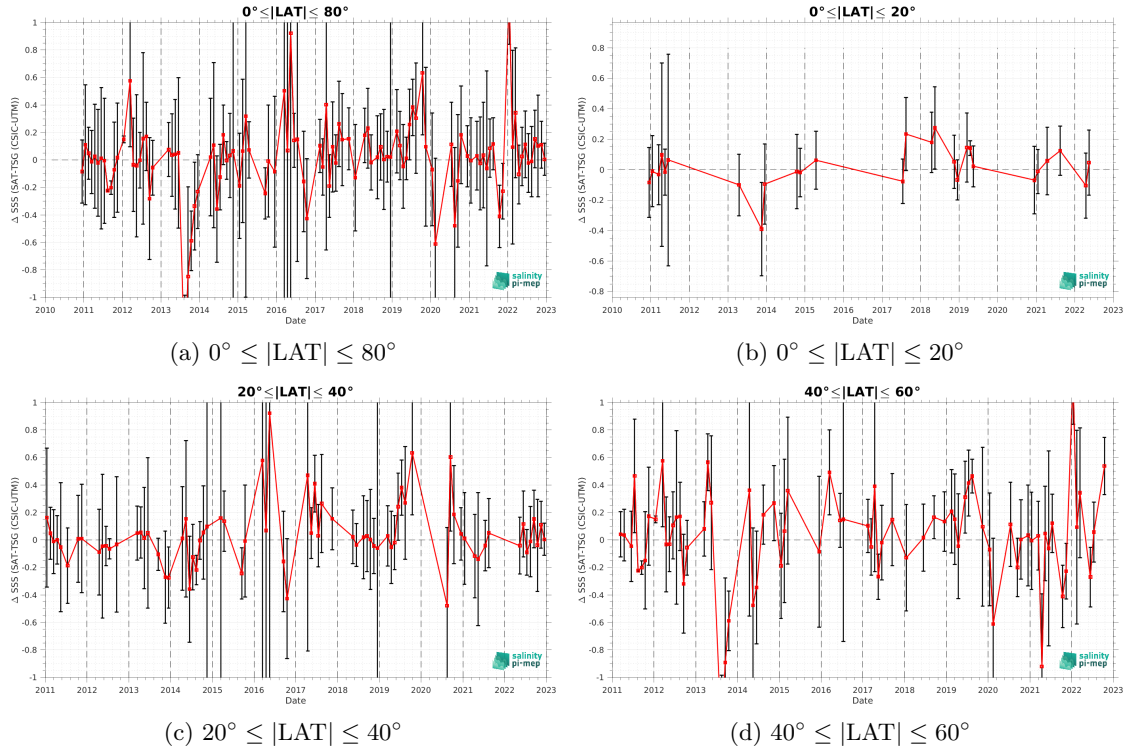 0°≤|LAT|≤ 80°
Δ SSS (SAT-TSG (CSIC-UTM))
1
0.8
0.6
0.4
0.2
0
-0.2
-0.4
-0.6
-0.8
-1
2010 2011 2012 2013 2014 2015 2016 2017 2018 2019 2020 2021 2022 2023
Date
salinity
pi-mep
(a) 0° ≤ |LAT| ≤ 80°
0°≤|LAT|≤ 20°
Δ SSS (SAT-TSG (CSIC-UTM))
0.8
0.6
0.4
0.2
0
-0.2
-0.4
-0.6
-0.8
2010 2011 2012 2013 2014 2015 2016 2017 2018 2019 2020 2021 2022 2023
Date
salinity
pi-mep
(b) 0° ≤ |LAT| ≤ 20°
20°≤|LAT|≤ 40°
Δ SSS (SAT-TSG (CSIC-UTM))
1
0.8
0.6
0.4
0.2
0
-0.2
-0.4
-0.6
-0.8
-1
2011 2012 2013 2014 2015 2016 2017 2018 2019 2020 2021 2022 2023
Date
salinity
pi-mep
(c) 20° ≤ |LAT| ≤ 40°
40°≤|LAT|≤ 60°
Δ SSS (SAT-TSG (CSIC-UTM))
1
0.8
0.6
0.4
0.2
0
-0.2
-0.4
-0.6
-0.8
-1
2011 2012 2013 2014 2015 2016 2017 2018 2019 2020 2021 2022 2023
Date
salinity
pi-mep
(d) 40° ≤ |LAT| ≤ 60°